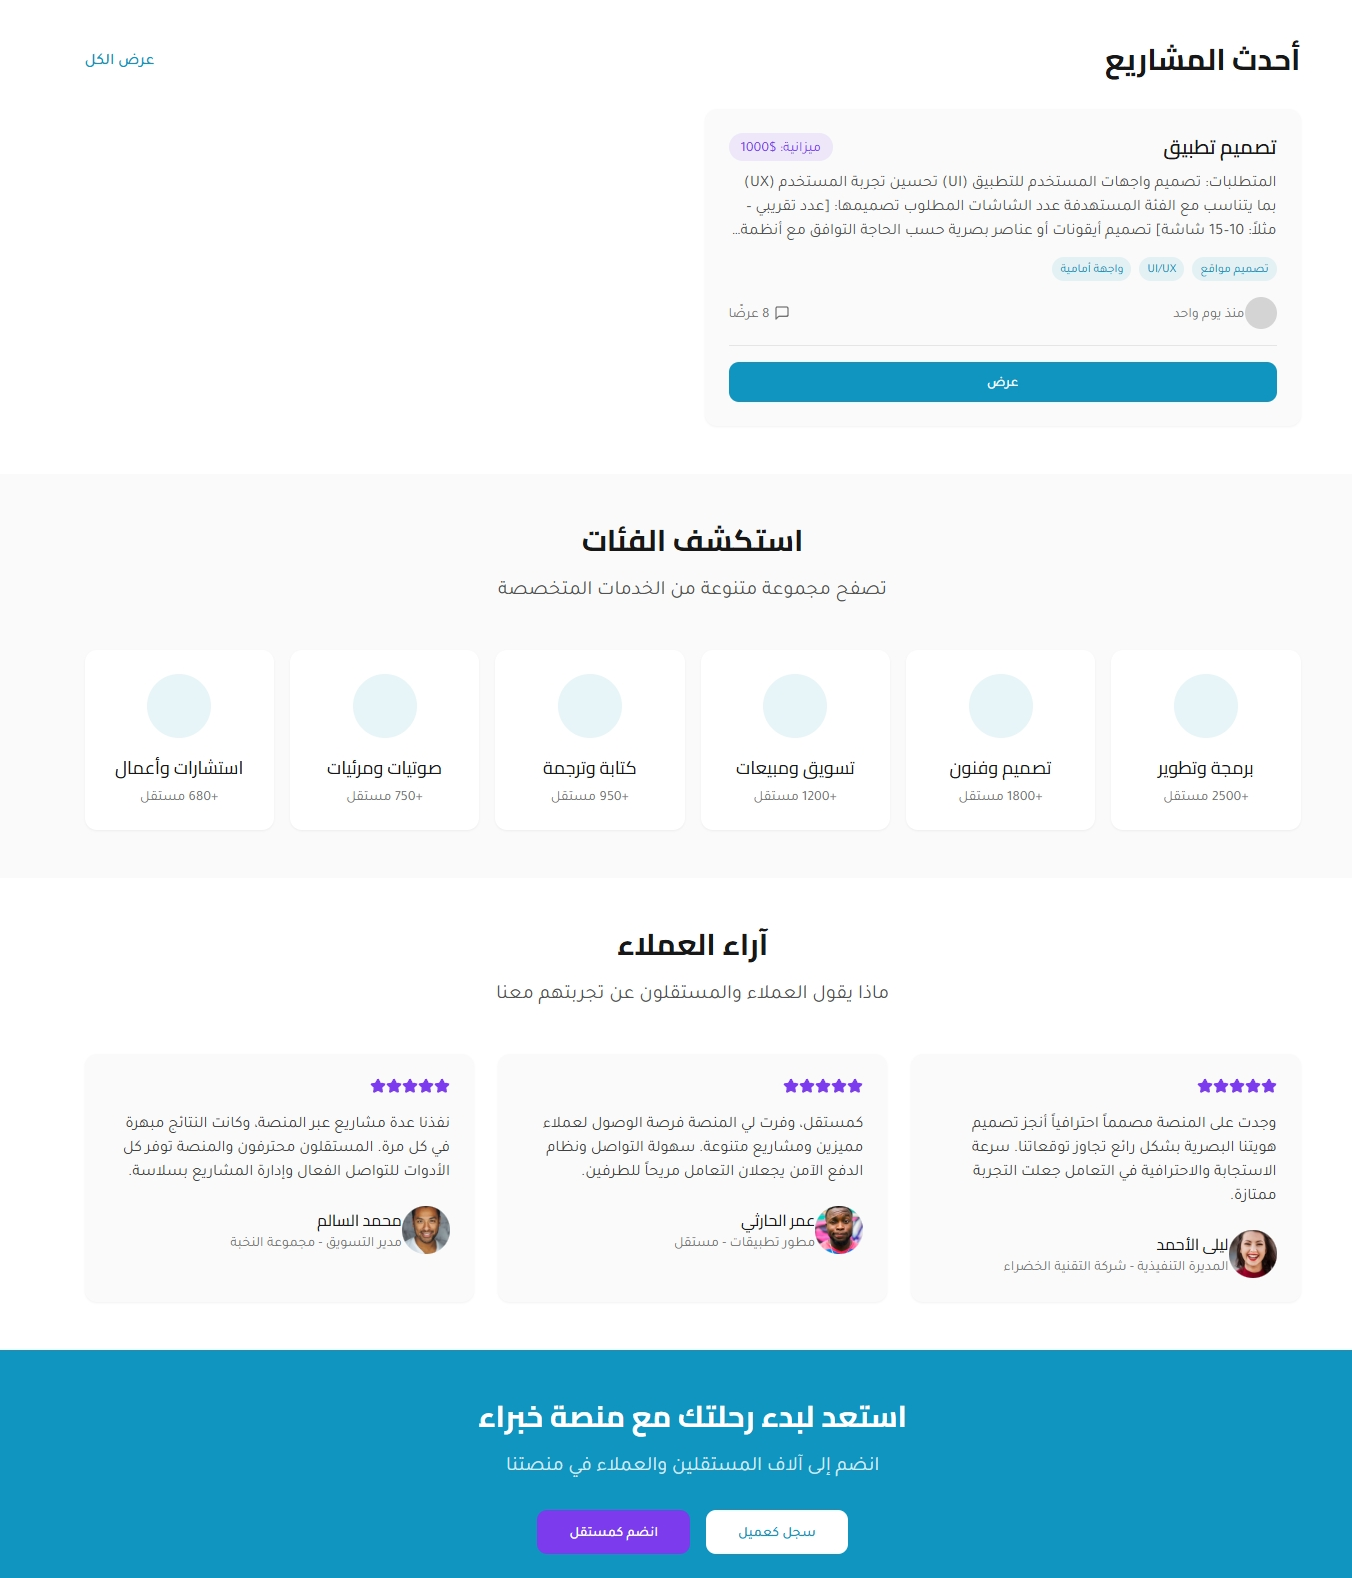 أحدث المشاريع
عرض الكل
تصميم تطبيق
ميزانية: $1000
المتطلبات: تصميم واجهات المستخدم للتطبيق (UI) تحسين تجربة المستخدم (UX)
بما يتناسب مع الفئة المستهدفة عدد الشاشات المطلوب تصميمها: [عدد تقريبي -
مثلاً: 10-15 شاشة] تصميم أيقونات أو عناصر بصرية حسب الحاجة التوافق مع أنظمة...
تصميم مواقع
UI/UX
واجهة أمامية
منذ يوم واحد
8 عرضًا
عرض
استكشف الفئات
تصفح مجموعة متنوعة من الخدمات المتخصصة
برمجة وتطوير
+2500 مستقل
تصميم وفنون
+1800 مستقل
تسويق ومبيعات
+1200 مستقل
كتابة وترجمة
+950 مستقل
صوتيات ومرئيات
+750 مستقل
استشارات وأعمال
+680 مستقل
آراء العملاء
ماذا يقول العملاء والمستقلون عن تجربتهم معنا
وجدت على المنصة مصمماً احترافياً أنجز تصميم
هويتنا البصرية بشكل رائع تجاوز توقعاتنا. سرعة
الاستجابة والاحترافية في التعامل جعلت التجربة
ممتازة.
ليلى الأحمد
المديرة التنفيذية - شركة التقنية الخضراء
كمستقل، وفرت لي المنصة فرصة الوصول لعملاء
مميزين ومشاريع متنوعة. سهولة التواصل ونظام
الدفع الآمن يجعلان التعامل مريحاً للطرفين.
عمر الحارثي
مطور تطبيقات - مستقل
نفذنا عدة مشاريع عبر المنصة، وكانت النتائج مبهرة
في كل مرة. المستقلون محترفون والمنصة توفر كل
الأدوات للتواصل الفعال وإدارة المشاريع بسلاسة.
محمد السالم
مدير التسويق - مجموعة النخبة
استعد لبدء رحلتك مع منصة خبراء
انضم إلى آلاف المستقلين والعملاء في منصتنا
سجل كعميل
انضم كمستقل